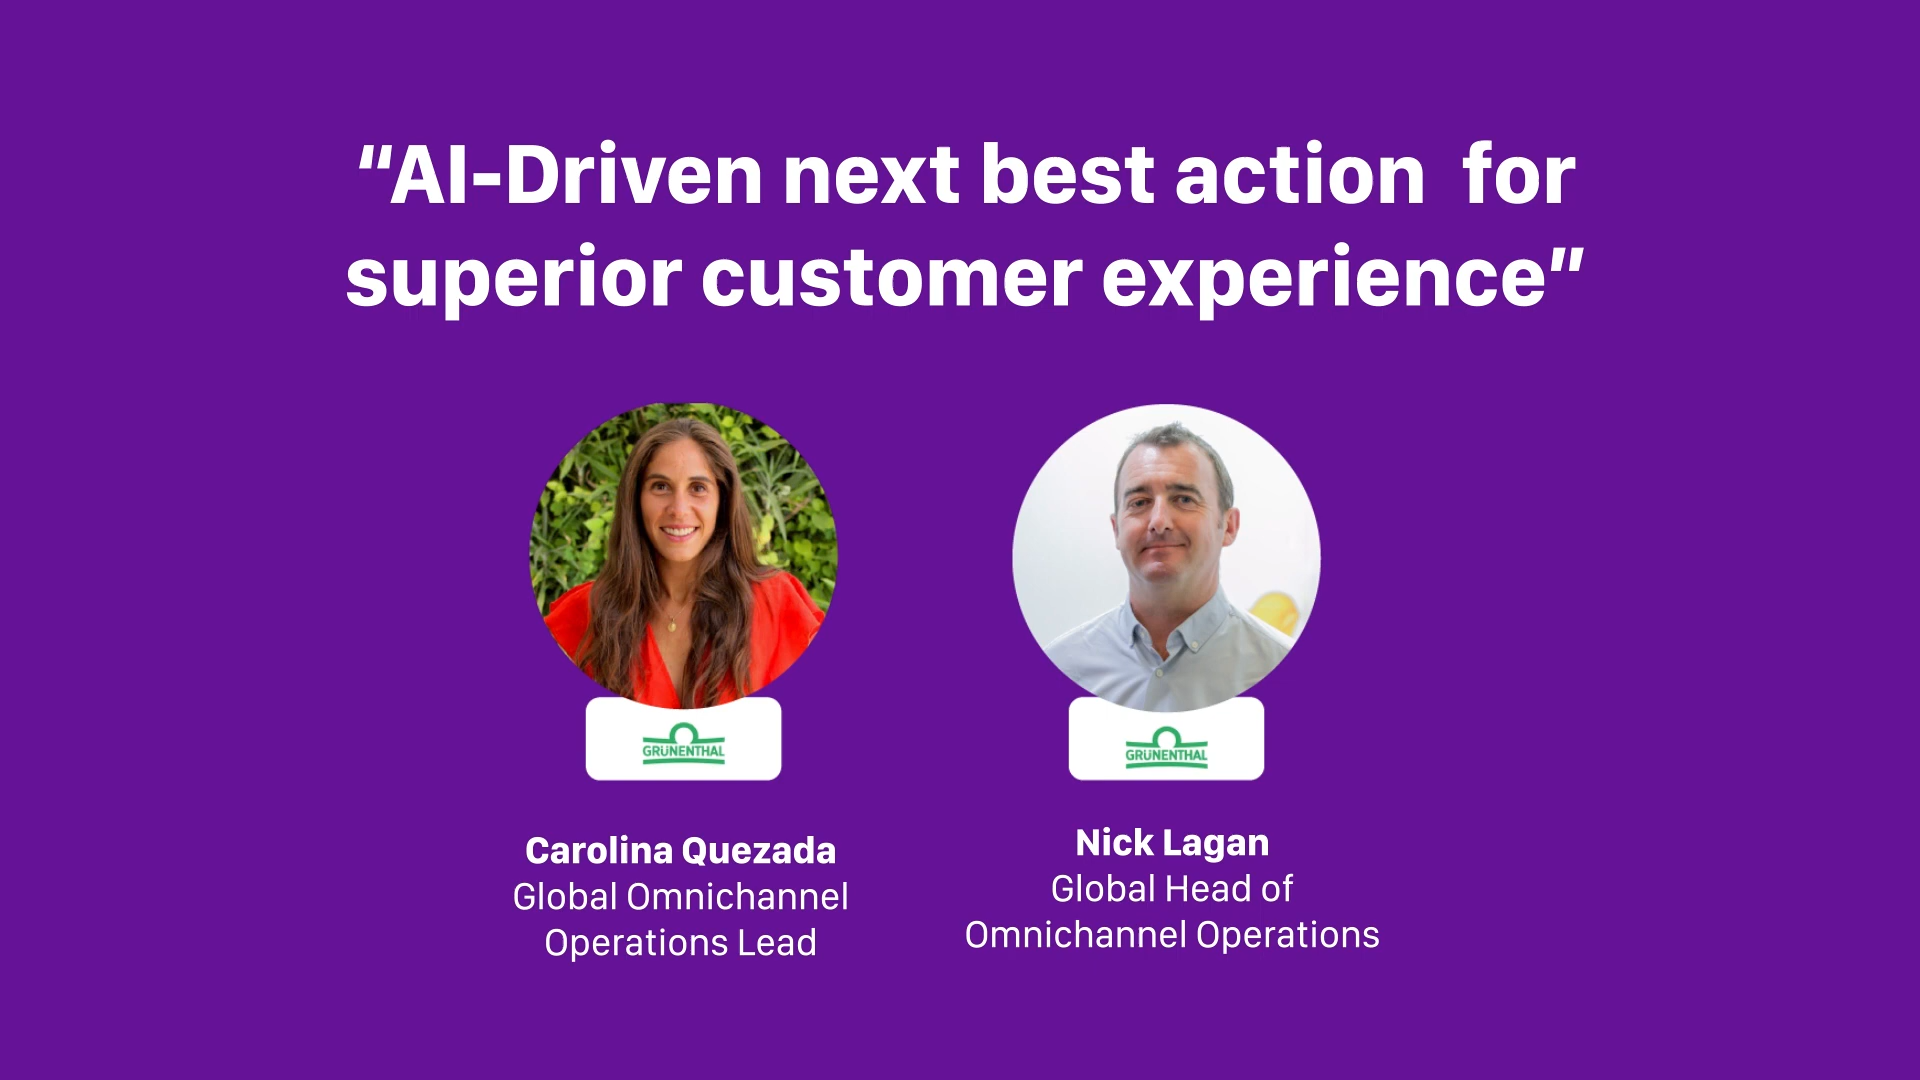 “AI-Driven next best action  for
superior customer experience”
GRÜNENTHAL
GRÜNENTHAL
Carolina Quezada
Global Omnichannel
Operations Lead
Nick Lagan
Global Head of
Omnichannel Operations